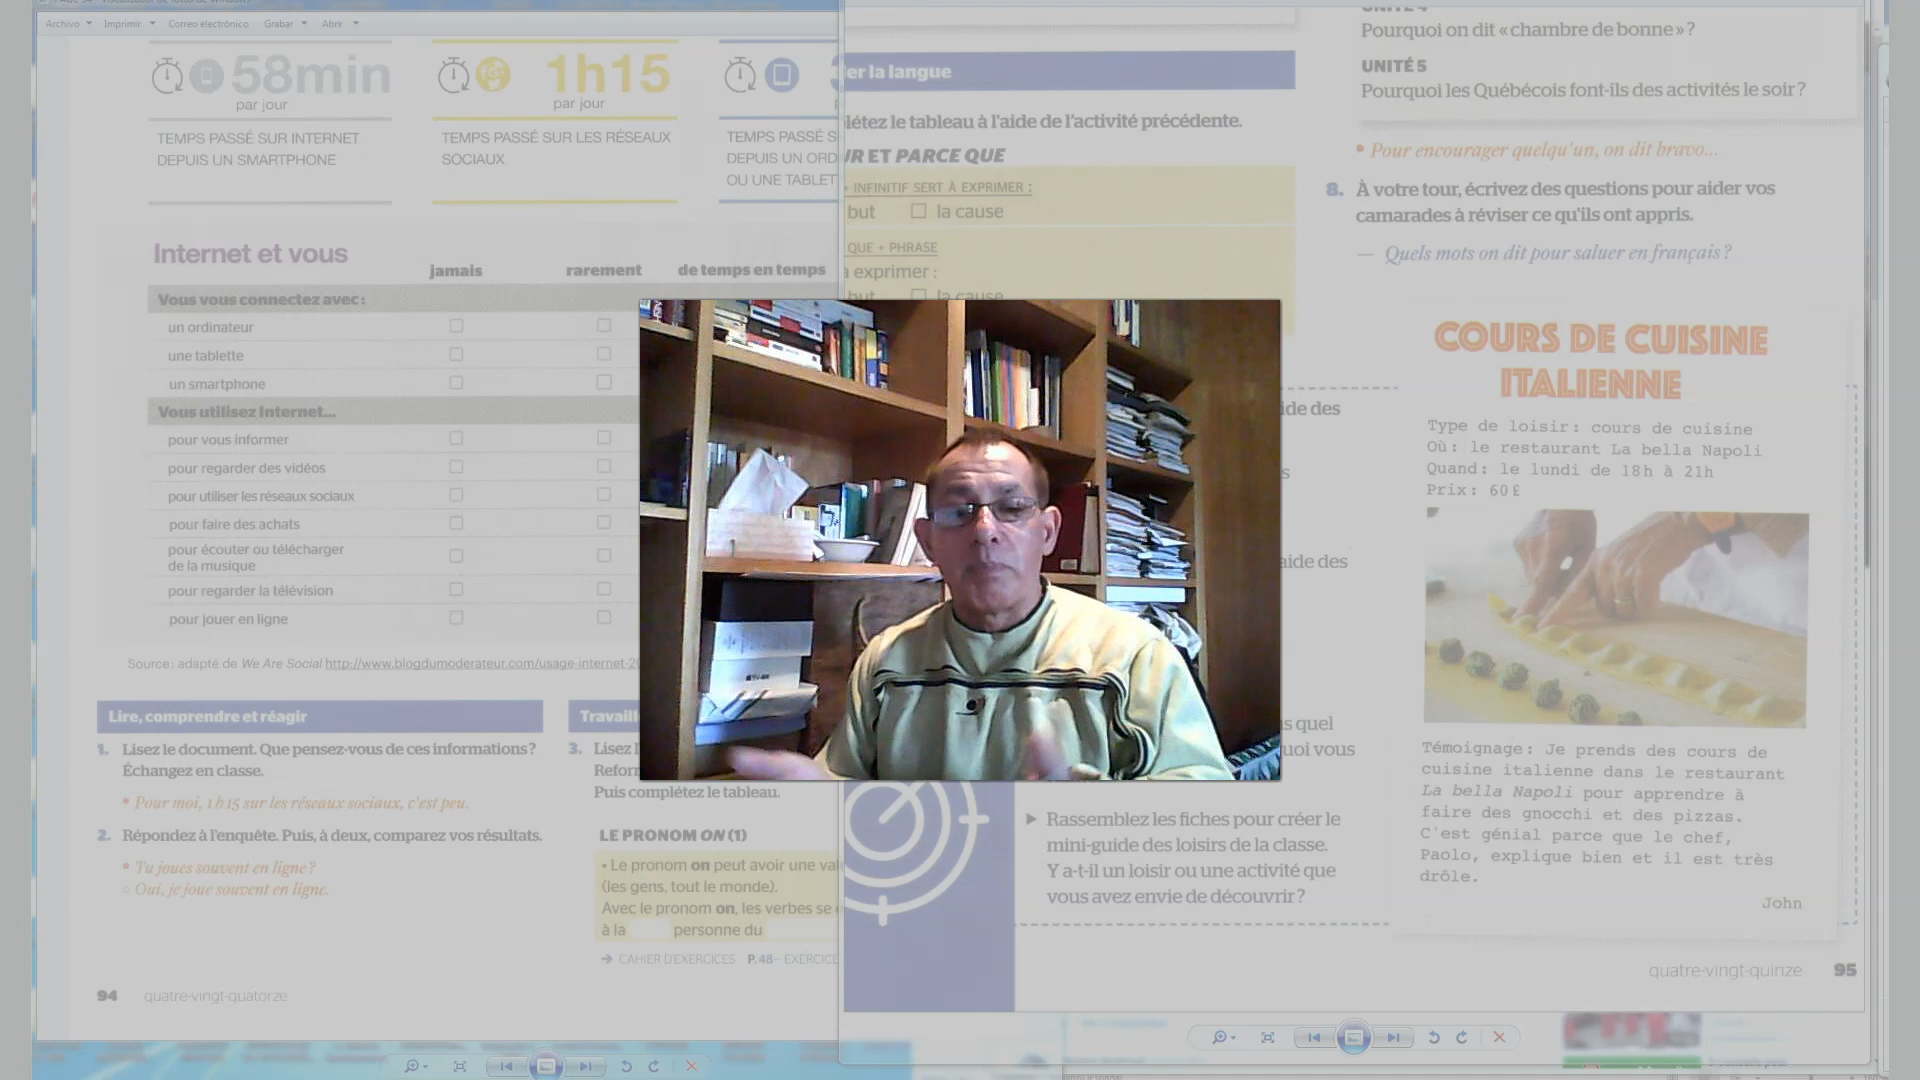 Archivo Imprimir Correo electrónico Grabar Abrir
58min
par jour
TEMPS PASSÉ SUR INTERNET
DEPUIS UN SMARTPHONE
1h15
par jour
TEMPS PASSÉ SUR LES RÉSEAUX
SOCIAUX
TEMPS PASSÉ S
DEPUIS UN ORD
OU UNE TABLET
Internet et vous
jamais rarement de temps en temps
Vous vous connectez avec :
un ordinateur
une tablette
un smartphone
Vous utilisez Internet...
pour vous informer
pour regarder des vidéos
pour utiliser les réseaux sociaux
pour faire des achats
pour écouter ou télécharger
de la musique
pour regarder la télévision
pour jouer en ligne
Source : adapté de We Are Social http://www.blogdumoderateur.com/usage-internet-20
Lire, comprendre et réagir
1. Lisez le document. Que pensez-vous de ces informations ?
Échangez en classe.
• Pour moi, 1 h 15 sur les réseaux sociaux, c'est peu.
2. Répondez à l'enquête. Puis, à deux, comparez vos résultats.
• Tu joues souvent en ligne ?
○ Oui, je joue souvent en ligne.
94 quatre-vingt-quatorze
Travaill
3. Lisez l
Refor
Puis complétez le tableau.
LE PRONOM ON (1)
• Le pronom on peut avoir une val
(les gens, tout le monde).
Avec le pronom on, les verbes se
à la personne du
→ CAHIER D'EXERCICES P. 48 – EXERCICE
er la langue
létez le tableau à l'aide de l'activité précédente.
UR ET PARCE QUE
+ INFINITIF SERT À EXPRIMER :
but la cause
QUE + PHRASE
à exprimer :
but la cause
ide des
s
aide des
s quel
uoi vous
▶ Rassemblez les fiches pour créer le
mini-guide des loisirs de la classe.
Y a-t-il un loisir ou une activité que
vous avez envie de découvrir ?
UNITÉ 4
Pourquoi on dit « chambre de bonne » ?
UNITÉ 5
Pourquoi les Québécois font-ils des activités le soir ?
• Pour encourager quelqu'un, on dit bravo...
8. À votre tour, écrivez des questions pour aider vos
camarades à réviser ce qu'ils ont appris.
— Quels mots on dit pour saluer en français ?
COURS DE CUISINE
ITALIENNE
Type de loisir : cours de cuisine
Où : le restaurant La bella Napoli
Quand : le lundi de 18h à 21h
Prix : 60£
Témoignage : Je prends des cours de
cuisine italienne dans le restaurant
La bella Napoli pour apprendre à
faire des gnocchi et des pizzas.
C'est génial parce que le chef,
Paolo, explique bien et il est très
drôle.
John
quatre-vingt-quinze 95